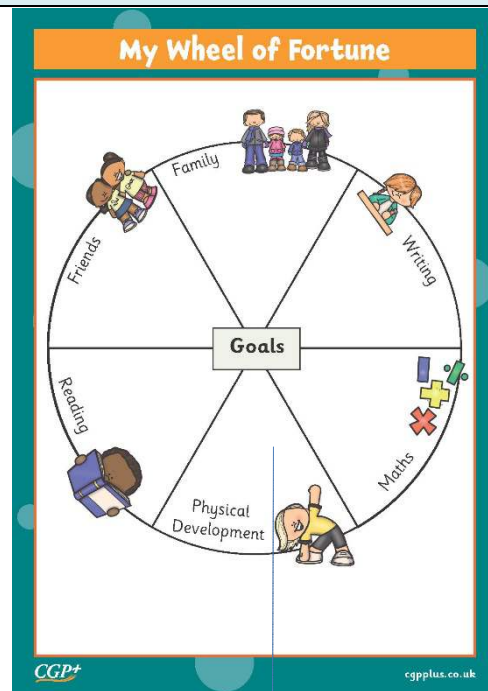 My Wheel of Fortune
Family
Friends
Writing
Goals
Reading
Maths
Physical
Development
CGP+
cgpplus.co.uk